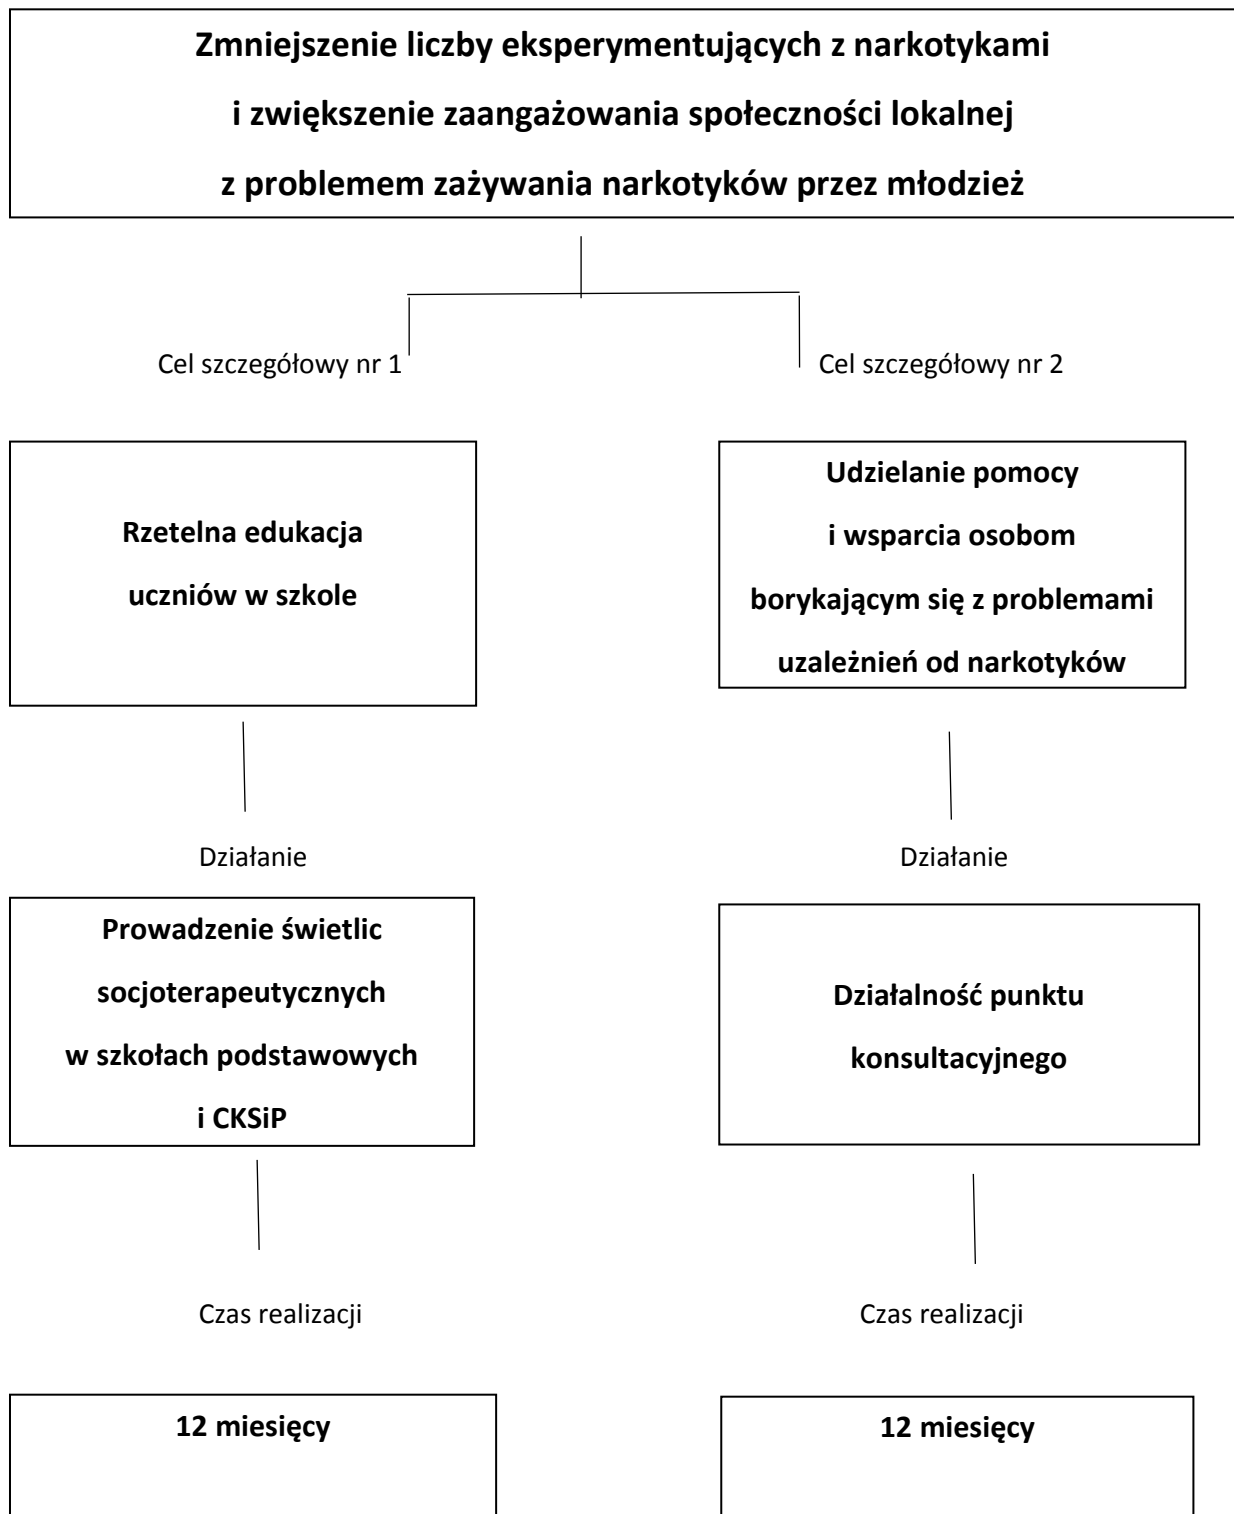 Zmniejszenie liczby eksperymentujących z narkotykami
i zwiększenie zaangażowania społeczności lokalnej
z problemem zażywania narkotyków przez młodzież
Cel szczegółowy nr 1
Cel szczegółowy nr 2
Rzetelna edukacja
uczniów w szkole
Udzielanie pomocy
i wsparcia osobom
borykającym się z problemami
uzależnień od narkotyków
Działanie
Działanie
Prowadzenie świetlic
socjoterapeutycznych
w szkołach podstawowych
i CKSiP
Działalność punktu
konsultacyjnego
Czas realizacji
Czas realizacji
12 miesięcy
12 miesięcy